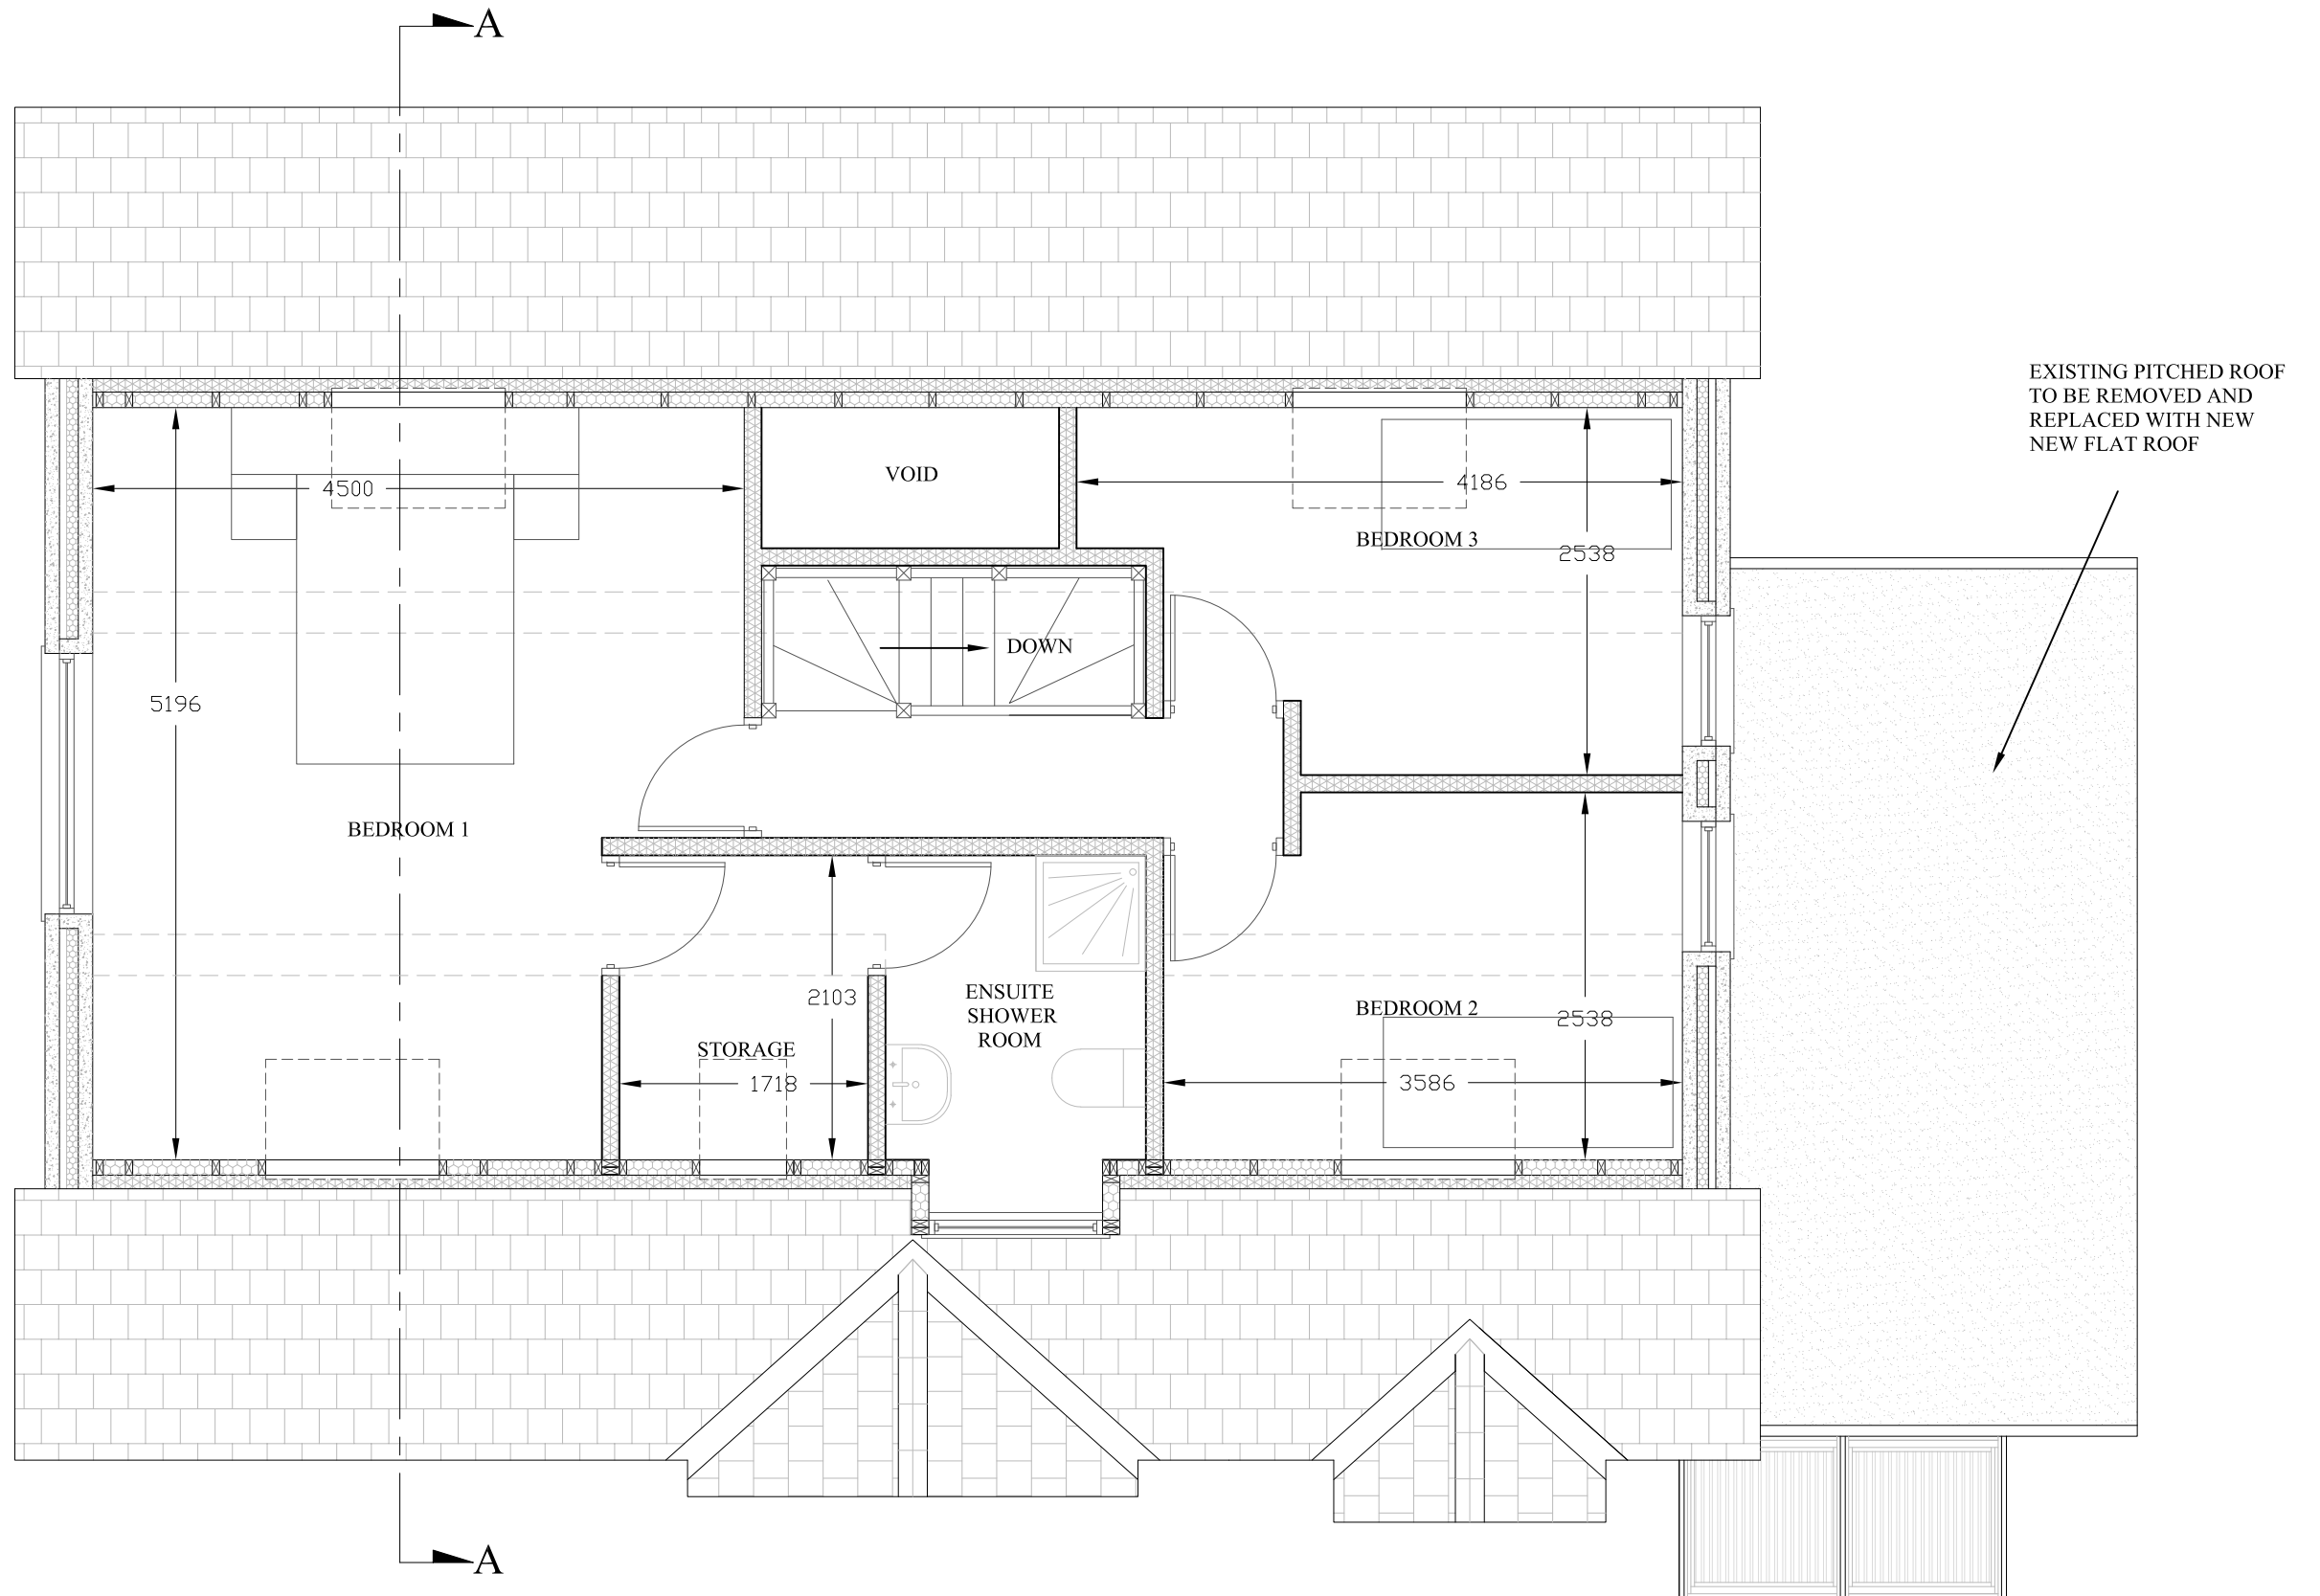 A
EXISTING PITCHED ROOF
TO BE REMOVED AND
REPLACED WITH NEW
NEW FLAT ROOF
VOID
4500
4186
BEDROOM 3
2538
DOWN
5196
BEDROOM 1
2103
ENSUITE
SHOWER
ROOM
BEDROOM 2
2538
STORAGE
1718
3586
A